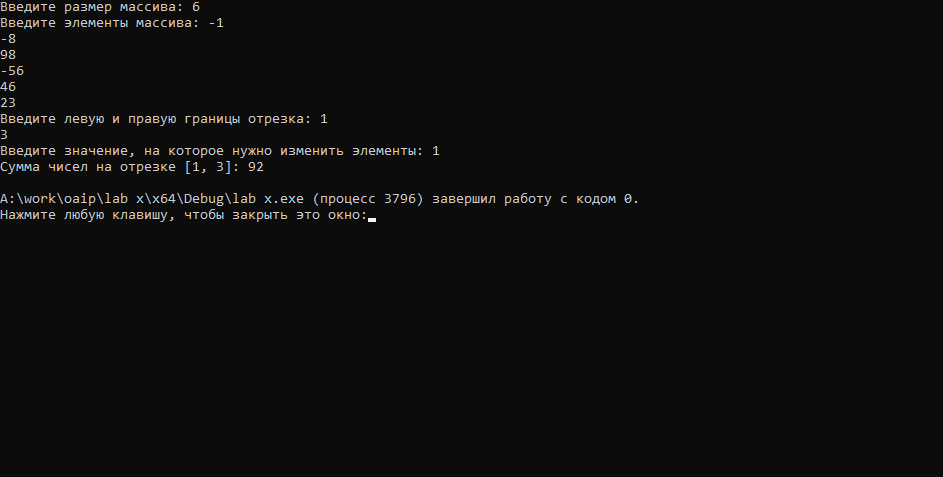 Введите размер массива: 6
Введите элементы массива: -1
-8
98
-56
46
23
Введите левую и правую границы отрезка: 1
3
Введите значение, на которое нужно изменить элементы: 1
Сумма чисел на отрезке [1, 3]: 92
A:\work\oaip\lab x\x64\Debug\lab x.exe (процесс 3796) завершил работу с кодом 0.
Нажмите любую клавишу, чтобы закрыть это окно: